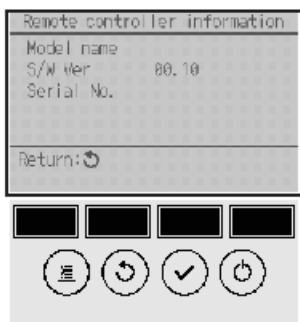 Remote controller information
Model name
S/W Ver 00.10
Serial No.
Return: